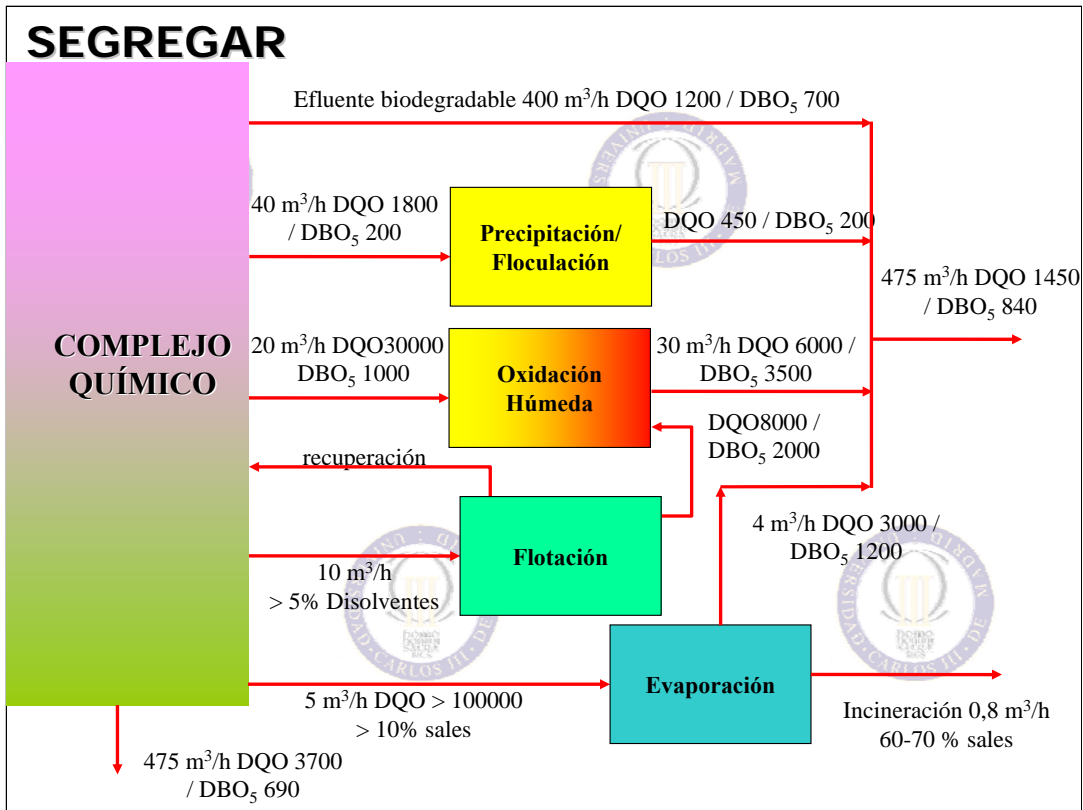 SEGREGAR
Efluente biodegradable 400 m³/h DQO 1200 / DBO₅ 700
40 m³/h DQO 1800
/ DBO₅ 200
Precipitación/
Floculación
DQO 450 / DBO₅ 200
475 m³/h DQO 1450
/ DBO₅ 840
COMPLEJO
QUÍMICO
20 m³/h DQO30000
DBO₅ 1000
Oxidación
Húmeda
30 m³/h DQO 6000 /
DBO₅ 3500
DQO8000 /
DBO₅ 2000
recuperación
Flotación
10 m³/h
> 5% Disolventes
4 m³/h DQO 3000 /
DBO₅ 1200
5 m³/h DQO > 100000
> 10% sales
Evaporación
Incineración 0,8 m³/h
60-70 % sales
475 m³/h DQO 3700
/ DBO₅ 690